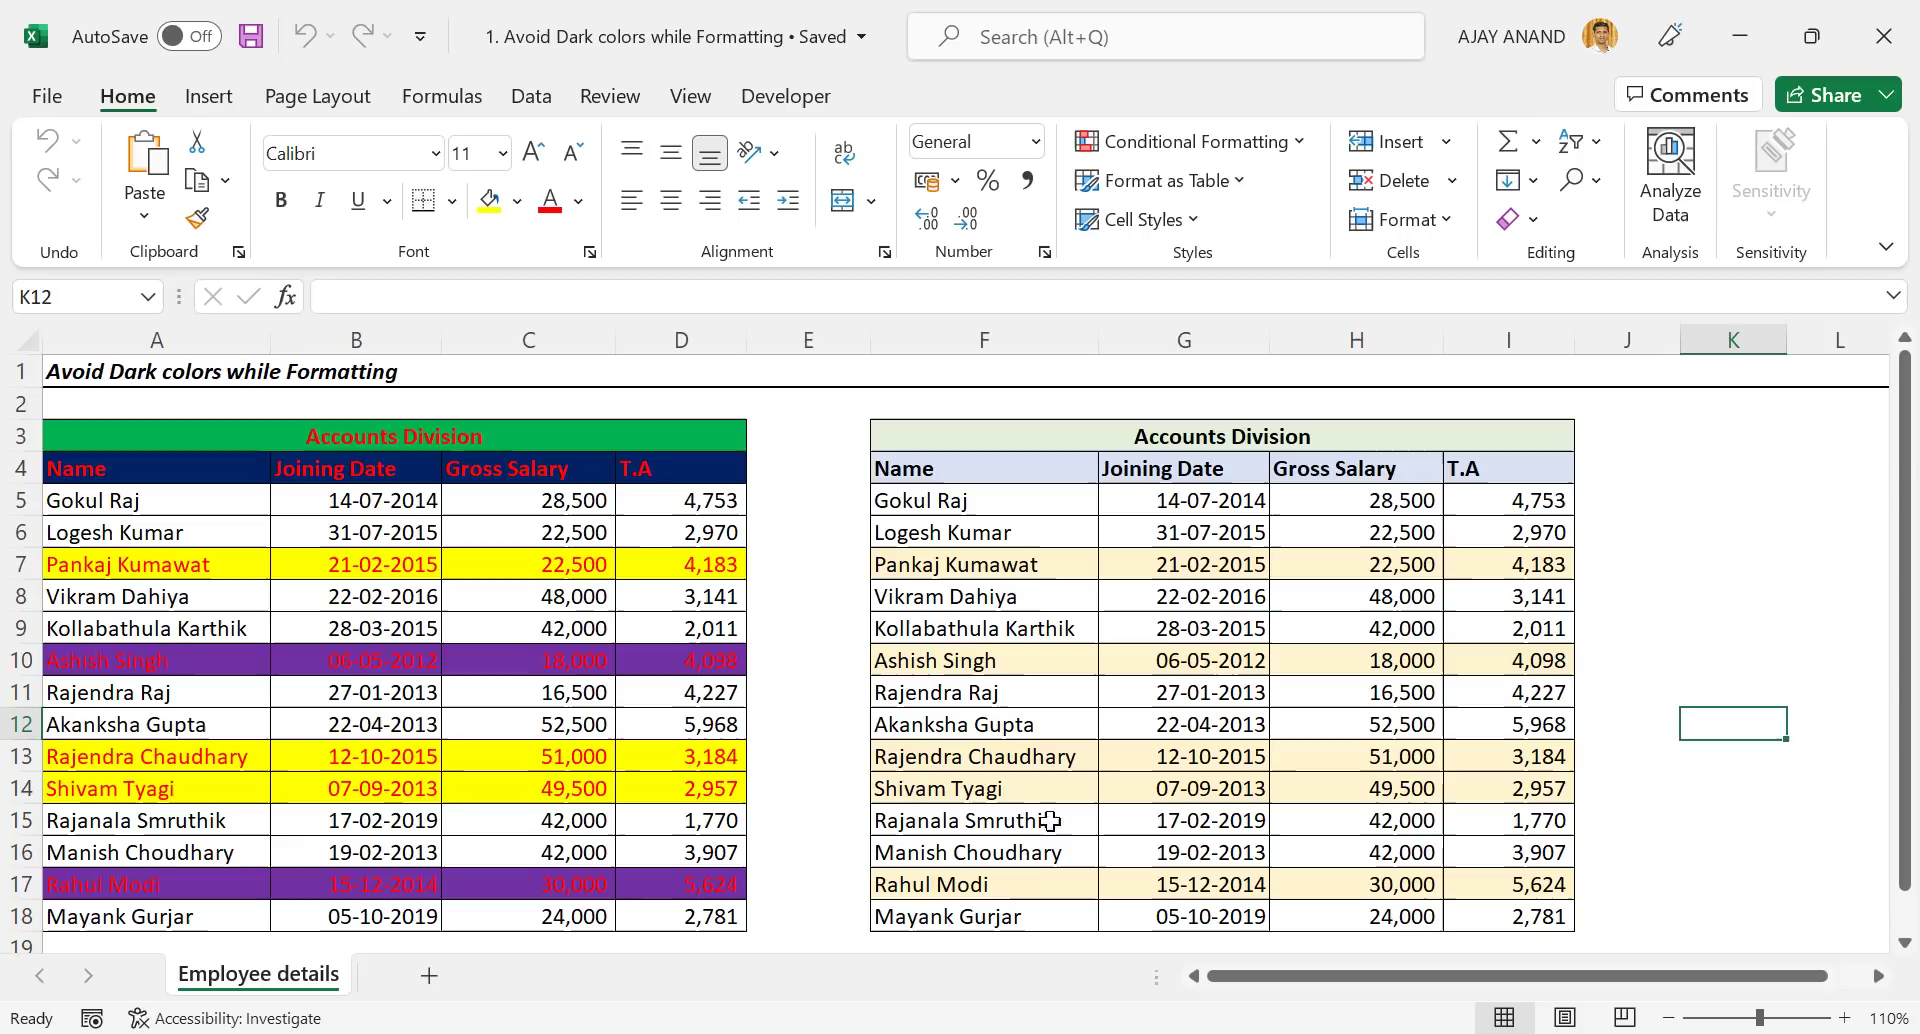 AutoSave Off 1. Avoid Dark colors while Formatting • Saved Search (Alt+Q) AJAY ANAND
File Home Insert Page Layout Formulas Data Review View Developer Comments Share
Calibri 11 General Conditional Formatting Insert
Paste B I U Format as Table Delete Analyze Data Sensitivity
Cell Styles Format
Undo Clipboard Font Alignment Number Styles Cells Editing Analysis Sensitivity
K12 fx
A B C D E F G H I J K L
1 Avoid Dark colors while Formatting
2
3 Accounts Division Accounts Division
4 Name Joining Date Gross Salary T.A Name Joining Date Gross Salary T.A
5 Gokul Raj 14-07-2014 28,500 4,753 Gokul Raj 14-07-2014 28,500 4,753
6 Logesh Kumar 31-07-2015 22,500 2,970 Logesh Kumar 31-07-2015 22,500 2,970
7 Pankaj Kumawat 21-02-2015 22,500 4,183 Pankaj Kumawat 21-02-2015 22,500 4,183
8 Vikram Dahiya 22-02-2016 48,000 3,141 Vikram Dahiya 22-02-2016 48,000 3,141
9 Kollabathula Karthik 28-03-2015 42,000 2,011 Kollabathula Karthik 28-03-2015 42,000 2,011
10 Ashish Singh 06-05-2012 18,000 4,098 Ashish Singh 06-05-2012 18,000 4,098
11 Rajendra Raj 27-01-2013 16,500 4,227 Rajendra Raj 27-01-2013 16,500 4,227
12 Akanksha Gupta 22-04-2013 52,500 5,968 Akanksha Gupta 22-04-2013 52,500 5,968
13 Rajendra Chaudhary 12-10-2015 51,000 3,184 Rajendra Chaudhary 12-10-2015 51,000 3,184
14 Shivam Tyagi 07-09-2013 49,500 2,957 Shivam Tyagi 07-09-2013 49,500 2,957
15 Rajanala Smruthik 17-02-2019 42,000 1,770 Rajanala Smruthik 17-02-2019 42,000 1,770
16 Manish Choudhary 19-02-2013 42,000 3,907 Manish Choudhary 19-02-2013 42,000 3,907
17 Rahul Modi 15-12-2014 30,000 5,624 Rahul Modi 15-12-2014 30,000 5,624
18 Mayank Gurjar 05-10-2019 24,000 2,781 Mayank Gurjar 05-10-2019 24,000 2,781
19
Employee details
Ready Accessibility: Investigate 110%